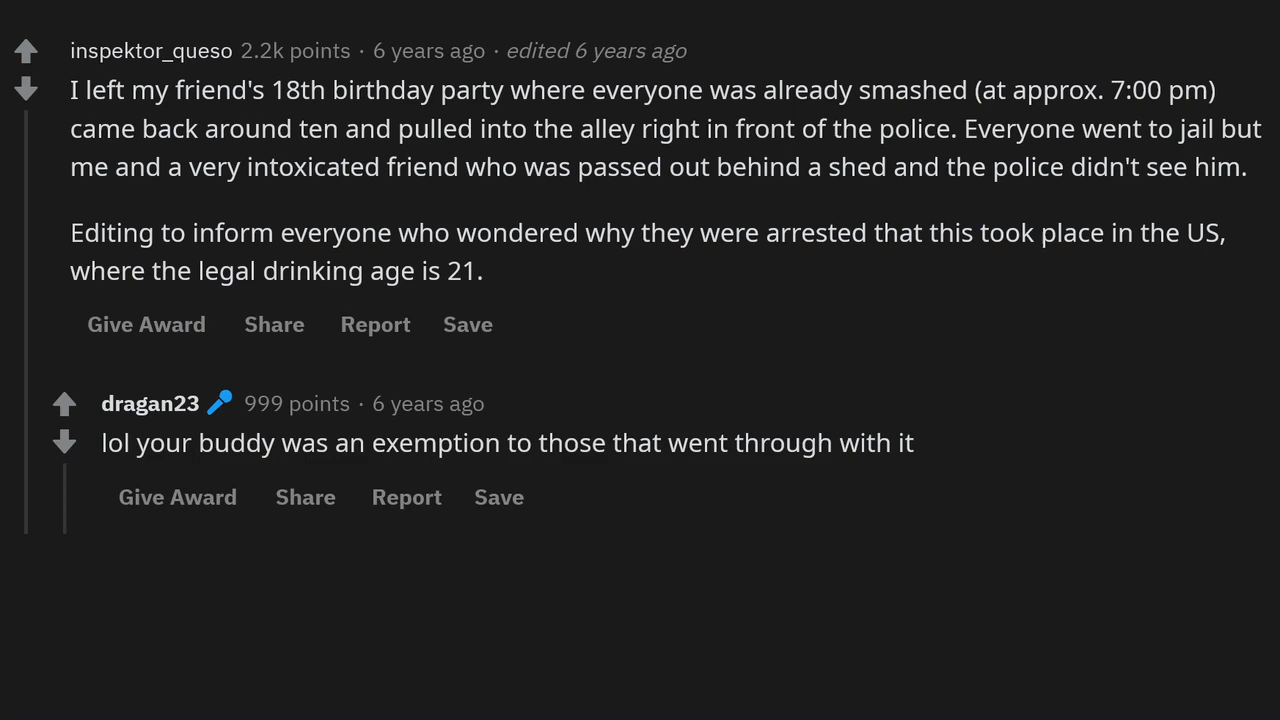 inspektor_queso 2.2k points · 6 years ago · edited 6 years ago
I left my friend's 18th birthday party where everyone was already smashed (at approx. 7:00 pm)
came back around ten and pulled into the alley right in front of the police. Everyone went to jail but
me and a very intoxicated friend who was passed out behind a shed and the police didn't see him.
Editing to inform everyone who wondered why they were arrested that this took place in the US,
where the legal drinking age is 21.
Give Award Share Report Save
dragan23 999 points · 6 years ago
lol your buddy was an exemption to those that went through with it
Give Award Share Report Save